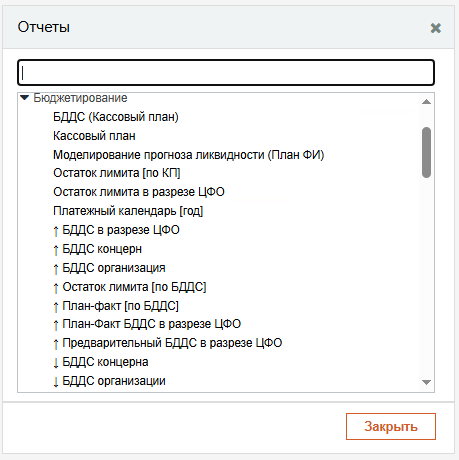 Отчеты
Бюджетирование
БДДС (Кассовый план)
Кассовый план
Моделирование прогноза ликвидности (План ФИ)
Остаток лимита [по КП]
Остаток лимита в разрезе ЦФО
Платежный календарь [год]
↑ БДДС в разрезе ЦФО
↑ БДДС концерн
↑ БДДС организация
↑ Остаток лимита [по БДДС]
↑ План-факт [по БДДС]
↑ План-Факт БДДС в разрезе ЦФО
↑ Предварительный БДДС в разрезе ЦФО
↓ БДДС концерна
↓ БДДС организации
Закрыть